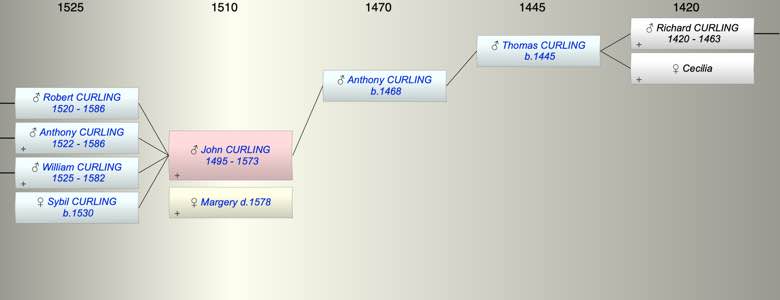 1525 1510 1470 1445 1420
♂ Richard CURLING
1420 - 1463
+
♀ Cecilia
+
♂ Thomas CURLING
b.1445
♂ Anthony CURLING
b.1468
♂ Robert CURLING
1520 - 1586
♂ Anthony CURLING
1522 - 1586
+
♂ William CURLING
1525 - 1582
+
♀ Sybil CURLING
b.1530
♂ John CURLING
1495 - 1573
+
♀ Margery d.1578
+